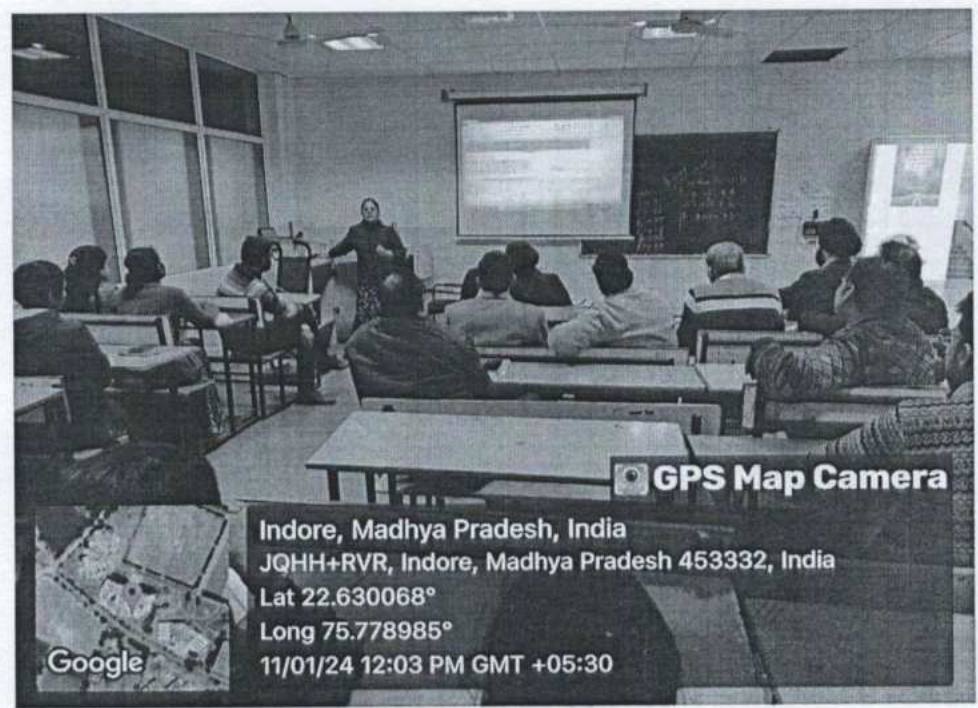 GPS Map Camera
Indore, Madhya Pradesh, India
JQHH+RVR, Indore, Madhya Pradesh 453332, India
Lat 22.630068°
Long 75.778985°
11/01/24 12:03 PM GMT +05:30
Google